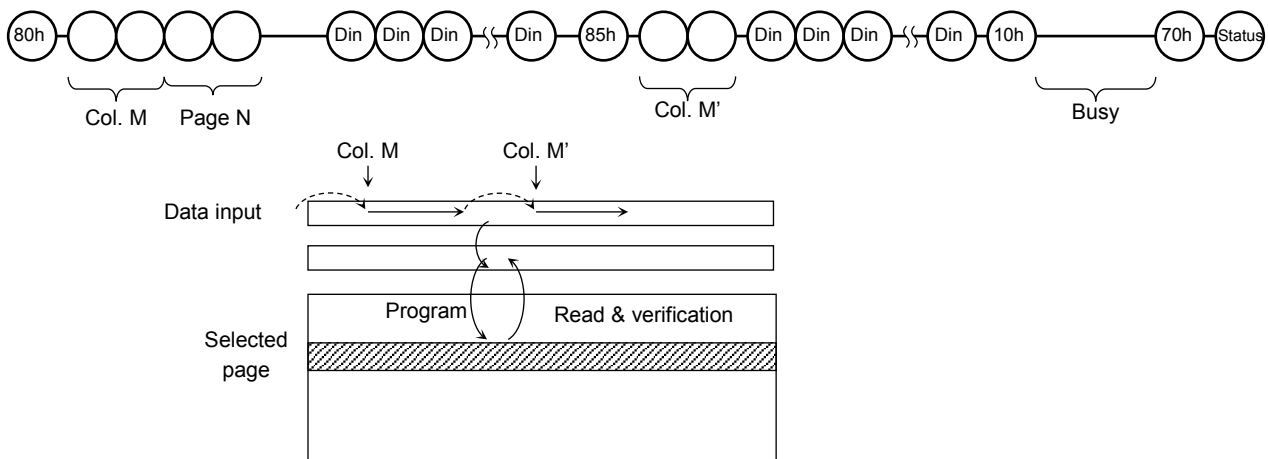 80h Din Din Din Din 85h Din Din Din Din 10h 70h Status
Col. M Page N Col. M’ Busy
Col. M Col. M’
Data input
Program Read & verification
Selected
page